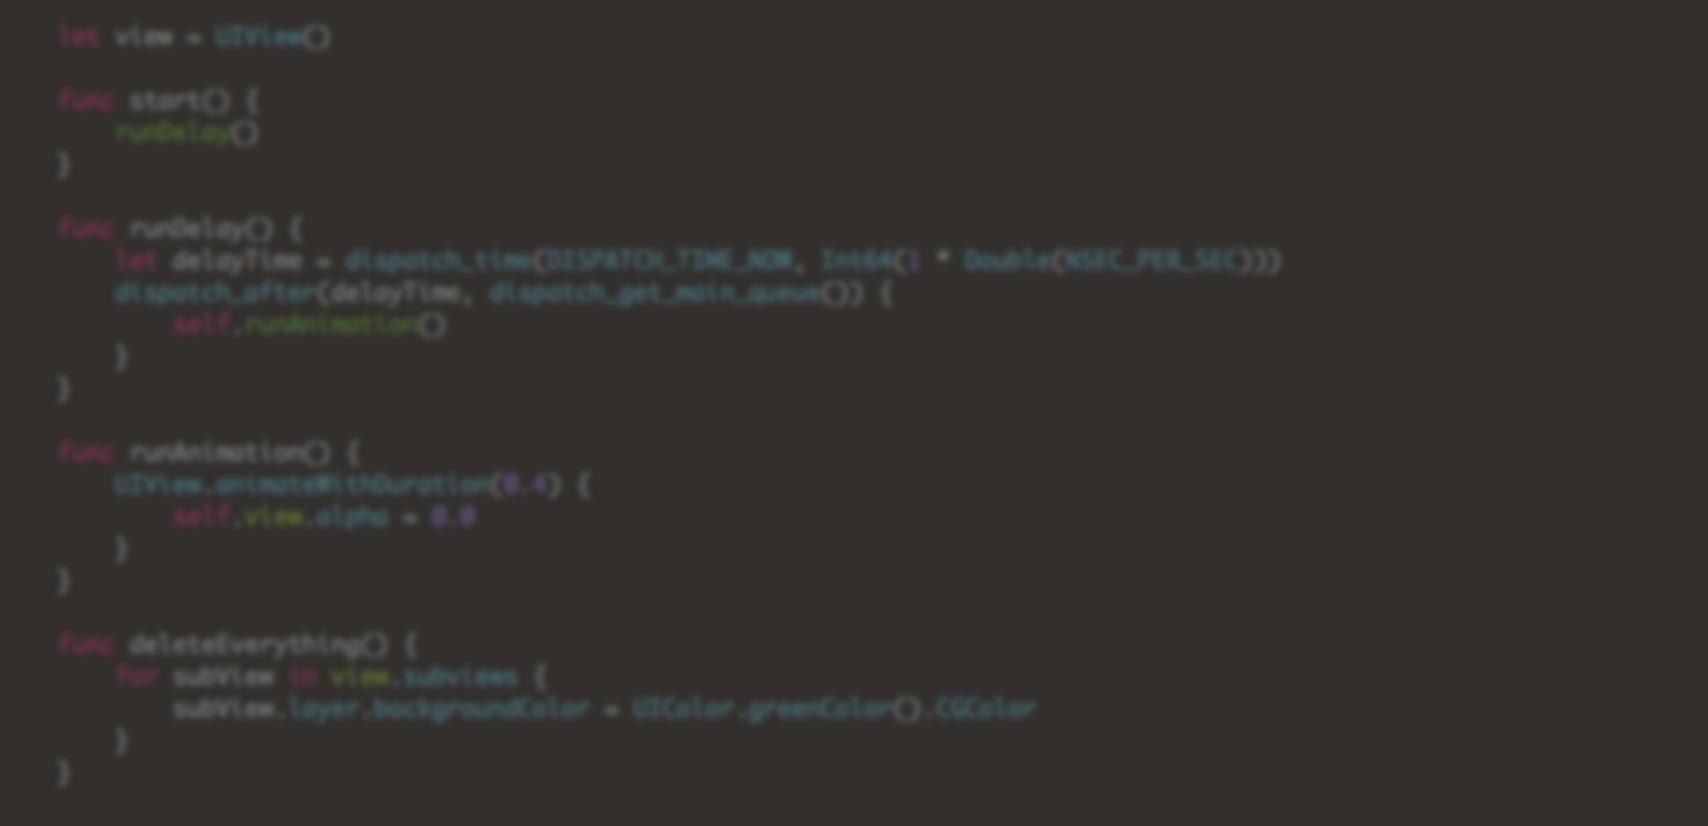 let view = UIView()
func start() {
runDelay()
}
func runDelay() {
let delayTime = dispatch_time(DISPATCH_TIME_NOW, Int64(1 * Double(NSEC_PER_SEC)))
dispatch_after(delayTime, dispatch_get_main_queue()) {
self.runAnimation()
}
}
func runAnimation() {
UIView.animateWithDuration(0.4) {
self.view.alpha = 0.0
}
}
func deleteEverything() {
for subView in view.subviews {
subView.layer.backgroundColor = UIColor.greenColor().CGColor
}
}